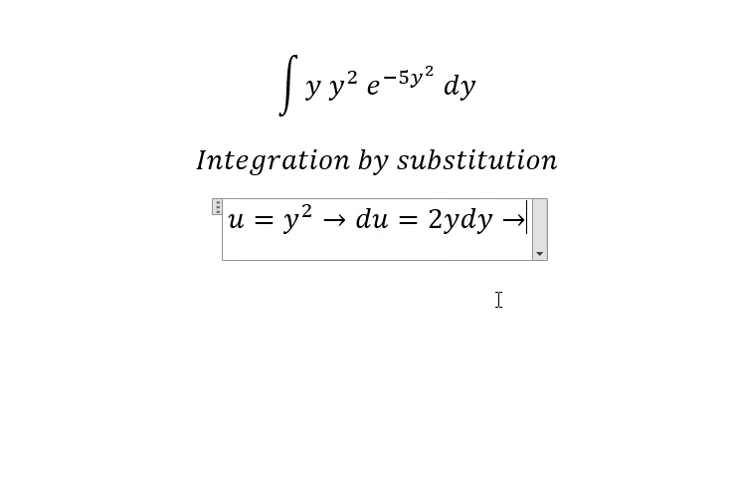 ∫ y y² e^{-5y²} dy
Integration by substitution
u = y² → du = 2ydy →